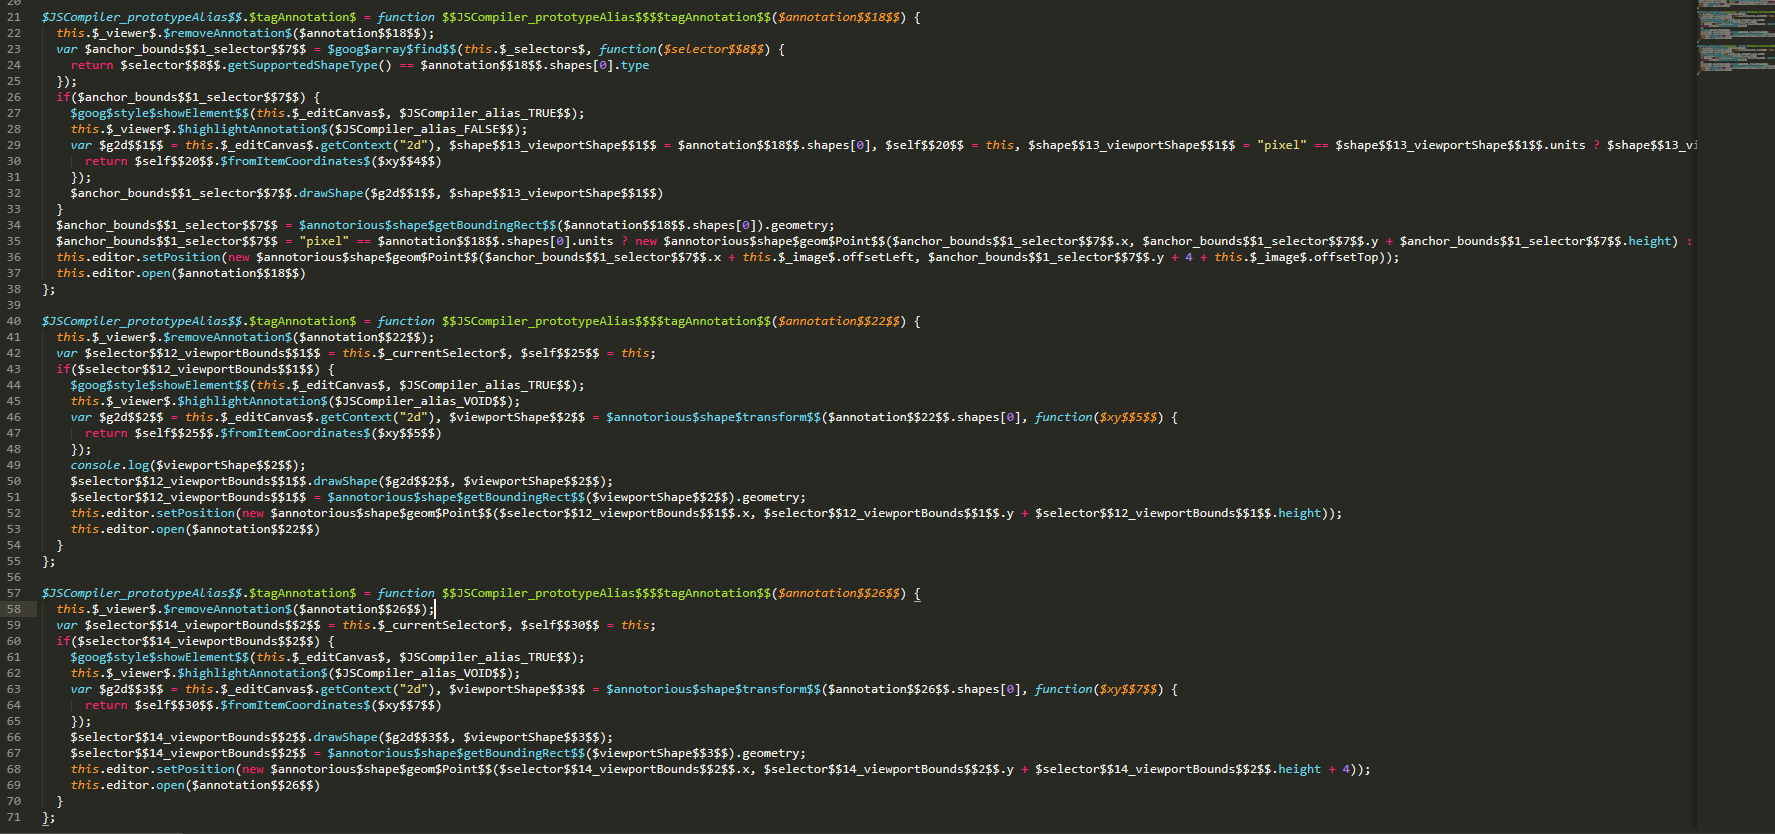 20
21 $JSCompiler_prototypeAlias$$.$tagAnnotation$ = function $$JSCompiler_prototypeAlias$$$$tagAnnotation$$($annotation$$18$$) {
22 this.$_viewer$.$removeAnnotation$($annotation$$18$$);
23 var $anchor_bounds$$1_selector$$7$$ = $goog$array$find$$(this.$_selectors$, function($selector$$8$$) {
24 return $selector$$8$$.getSupportedShapeType() == $annotation$$18$$.shapes[0].type
25 });
26 if($anchor_bounds$$1_selector$$7$$) {
27 $goog$style$showElement$$(this.$_editCanvas$, $JSCompiler_alias_TRUE$$);
28 this.$_viewer$.$highlightAnnotation$($JSCompiler_alias_FALSE$$);
29 var $g2d$$1$$ = this.$_editCanvas$.getContext("2d"), $shape$$13_viewportShape$$1$$ = $annotation$$18$$.shapes[0], $self$$20$$ = this, $shape$$13_viewportShape$$1$$ = "pixel" == $shape$$13_viewportShape$$1$$.units ? $shape$$13_vi
30 return $self$$20$$.$fromItemCoordinates$($xy$$4$$)
31 });
32 $anchor_bounds$$1_selector$$7$$.drawShape($g2d$$1$$, $shape$$13_viewportShape$$1$$)
33 }
34 $anchor_bounds$$1_selector$$7$$ = $annotorious$shape$getBoundingRect$$($annotation$$18$$.shapes[0]).geometry;
35 $anchor_bounds$$1_selector$$7$$ = "pixel" == $annotation$$18$$.shapes[0].units ? new $annotorious$shape$geom$Point$$($anchor_bounds$$1_selector$$7$$.x, $anchor_bounds$$1_selector$$7$$.y + $anchor_bounds$$1_selector$$7$$.height) :
36 this.editor.setPosition(new $annotorious$shape$geom$Point$$($anchor_bounds$$1_selector$$7$$.x + this.$_image$.offsetLeft, $anchor_bounds$$1_selector$$7$$.y + 4 + this.$_image$.offsetTop));
37 this.editor.open($annotation$$18$$)
38 };
39
40 $JSCompiler_prototypeAlias$$.$tagAnnotation$ = function $$JSCompiler_prototypeAlias$$$$tagAnnotation$$($annotation$$22$$) {
41 this.$_viewer$.$removeAnnotation$($annotation$$22$$);
42 var $selector$$12_viewportBounds$$1$$ = this.$_currentSelector$, $self$$25$$ = this;
43 if($selector$$12_viewportBounds$$1$$) {
44 $goog$style$showElement$$(this.$_editCanvas$, $JSCompiler_alias_TRUE$$);
45 this.$_viewer$.$highlightAnnotation$($JSCompiler_alias_VOID$$);
46 var $g2d$$2$$ = this.$_editCanvas$.getContext("2d"), $viewportShape$$2$$ = $annotorious$shape$transform$$($annotation$$22$$.shapes[0], function($xy$$5$$) {
47 return $self$$25$$.$fromItemCoordinates$($xy$$5$$)
48 });
49 console.log($viewportShape$$2$$);
50 $selector$$12_viewportBounds$$1$$.drawShape($g2d$$2$$, $viewportShape$$2$$);
51 $selector$$12_viewportBounds$$1$$ = $annotorious$shape$getBoundingRect$$($viewportShape$$2$$).geometry;
52 this.editor.setPosition(new $annotorious$shape$geom$Point$$($selector$$12_viewportBounds$$1$$.x, $selector$$12_viewportBounds$$1$$.y + $selector$$12_viewportBounds$$1$$.height));
53 this.editor.open($annotation$$22$$)
54 }
55 };
56
57 $JSCompiler_prototypeAlias$$.$tagAnnotation$ = function $$JSCompiler_prototypeAlias$$$$tagAnnotation$$($annotation$$26$$) {
58 this.$_viewer$.$removeAnnotation$($annotation$$26$$);
59 var $selector$$14_viewportBounds$$2$$ = this.$_currentSelector$, $self$$30$$ = this;
60 if($selector$$14_viewportBounds$$2$$) {
61 $goog$style$showElement$$(this.$_editCanvas$, $JSCompiler_alias_TRUE$$);
62 this.$_viewer$.$highlightAnnotation$($JSCompiler_alias_VOID$$);
63 var $g2d$$3$$ = this.$_editCanvas$.getContext("2d"), $viewportShape$$3$$ = $annotorious$shape$transform$$($annotation$$26$$.shapes[0], function($xy$$7$$) {
64 return $self$$30$$.$fromItemCoordinates$($xy$$7$$)
65 });
66 $selector$$14_viewportBounds$$2$$.drawShape($g2d$$3$$, $viewportShape$$3$$);
67 $selector$$14_viewportBounds$$2$$ = $annotorious$shape$getBoundingRect$$($viewportShape$$3$$).geometry;
68 this.editor.setPosition(new $annotorious$shape$geom$Point$$($selector$$14_viewportBounds$$2$$.x, $selector$$14_viewportBounds$$2$$.y + $selector$$14_viewportBounds$$2$$.height + 4));
69 this.editor.open($annotation$$26$$)
70 }
71 };